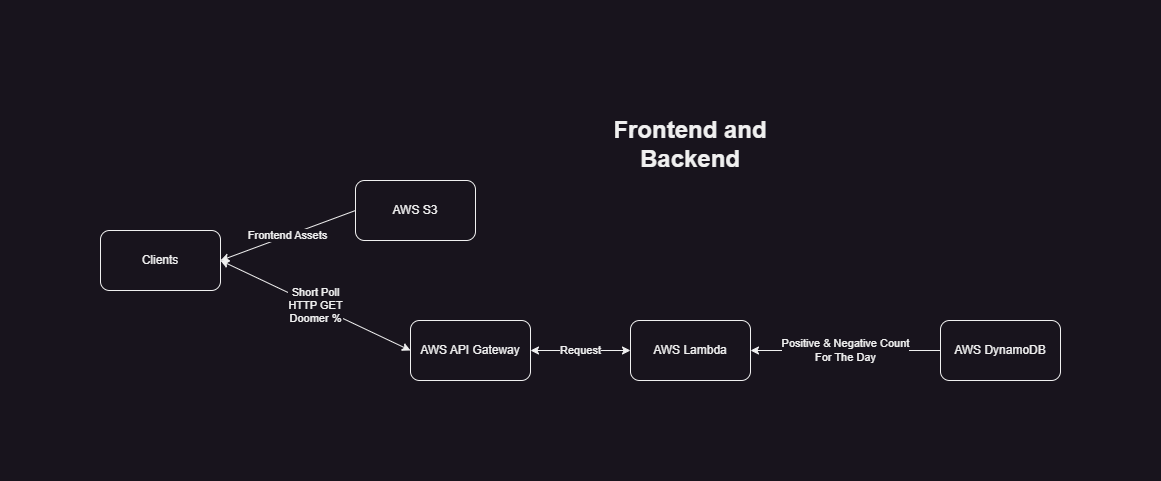 Frontend and
Backend
AWS S3
Frontend Assets
Clients
Short Poll
HTTP GET
Doomer %
AWS API Gateway
Request
AWS Lambda
Positive & Negative Count
For The Day
AWS DynamoDB